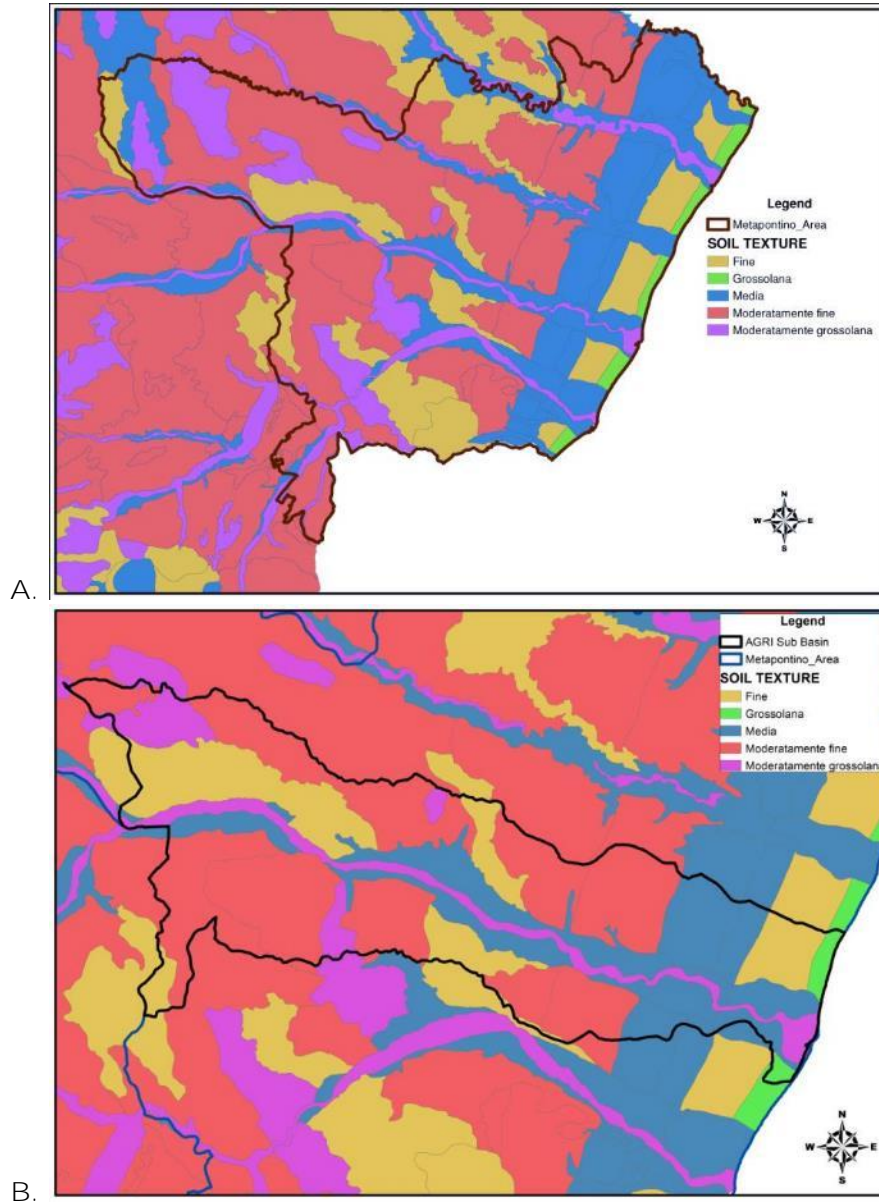 Legend
Metapontino_Area
SOIL TEXTURE
Fine
Grossolana
Media
Moderatamente fine
Moderatamente grossolana
N
W E
S
A.
Legend
AGRI Sub Basin
Metapontino_Area
SOIL TEXTURE
Fine
Grossolana
Media
Moderatamente fine
Moderatamente grossolan
N
W E
S
B.